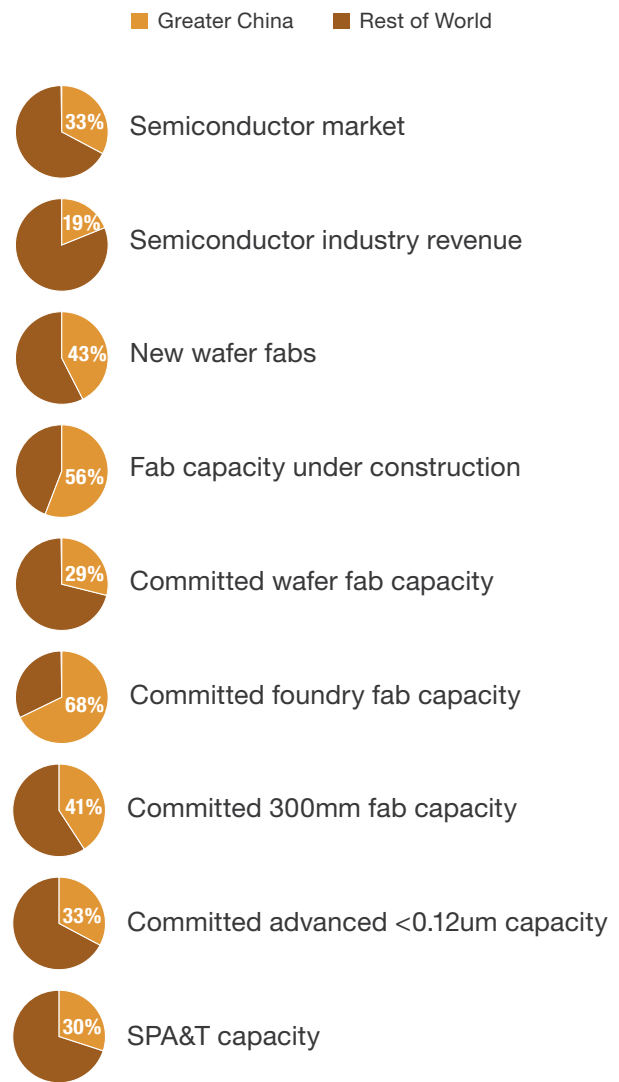 Greater China Rest of World
33% Semiconductor market
19% Semiconductor industry revenue
43% New wafer fabs
56% Fab capacity under construction
29% Committed wafer fab capacity
68% Committed foundry fab capacity
41% Committed 300mm fab capacity
33% Committed advanced <0.12um capacity
30% SPA&T capacity